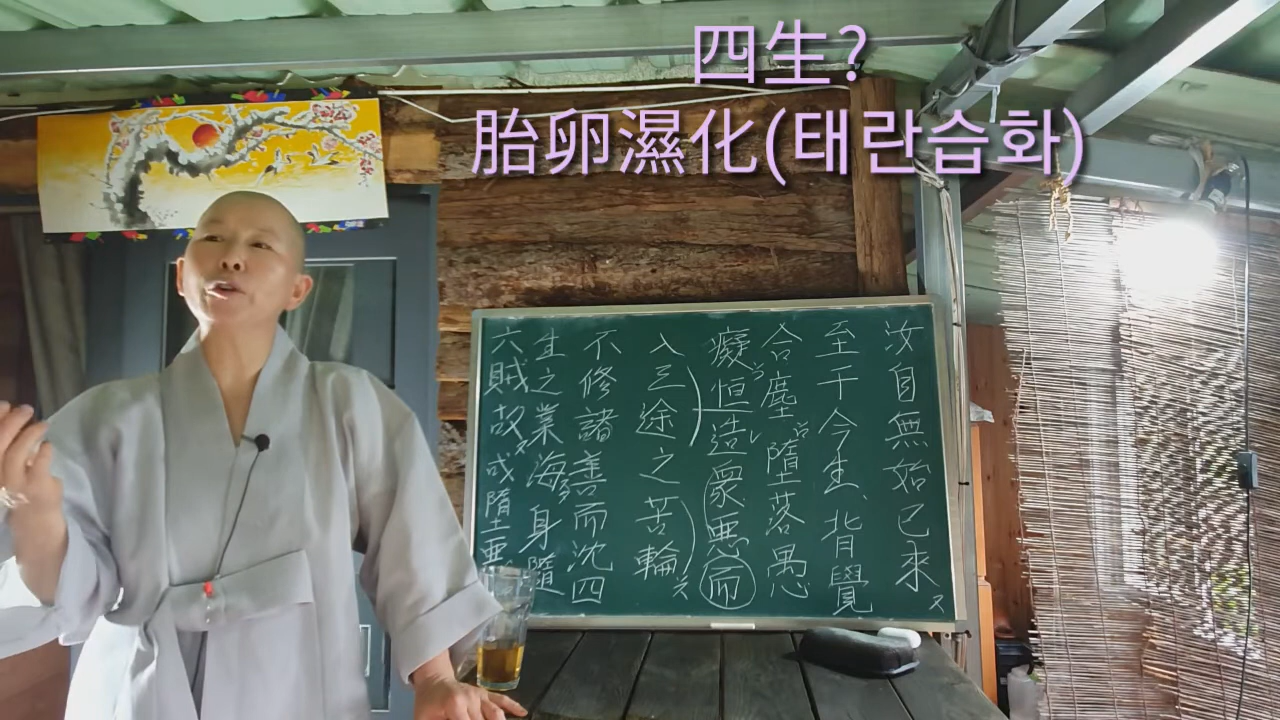 四生?
胎卵濕化(태란습화)
汝自無始已來
至于今生、背覺
合塵墮落愚
癡恒造衆惡而
入三途之苦輪
不修諸善而沈四
生之業海身隨
六賊故或墮惡